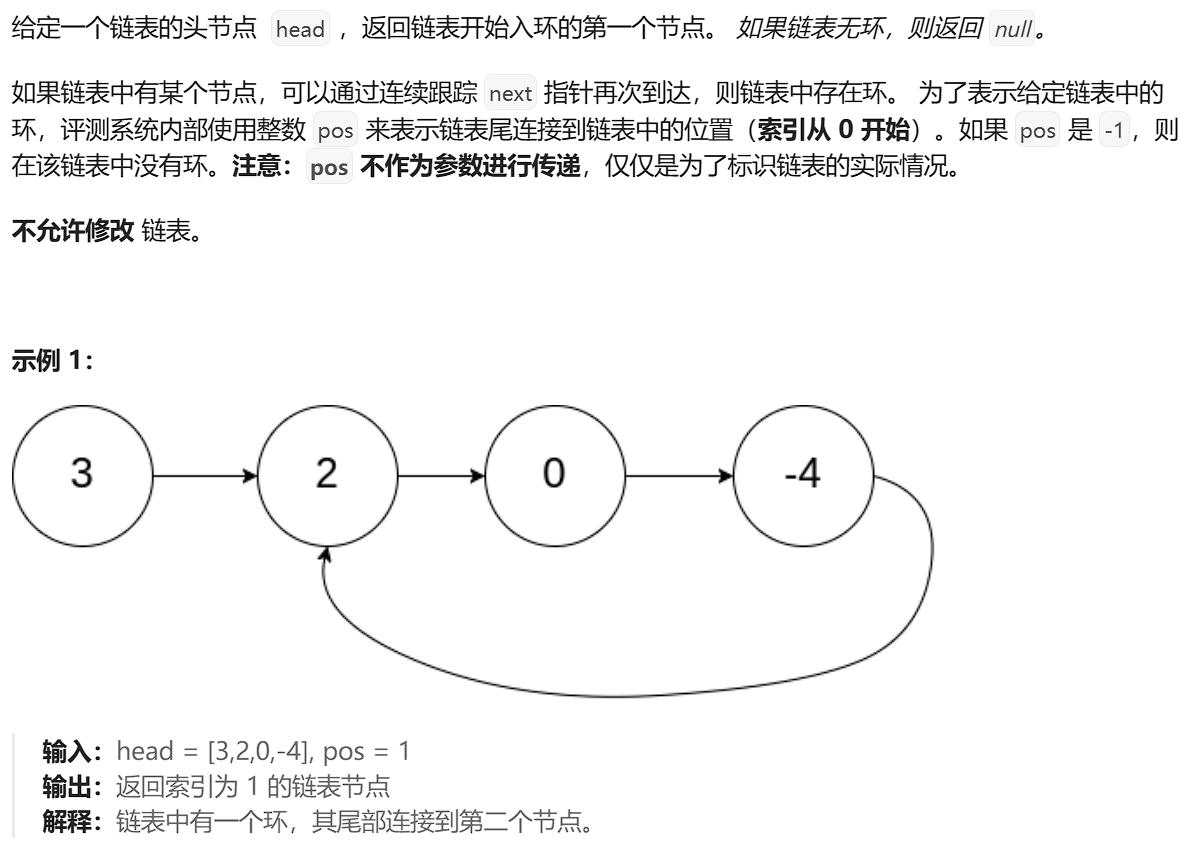 给定一个链表的头节点 head ，返回链表开始入环的第一个节点。 如果链表无环，则返回 null。
如果链表中有某个节点，可以通过连续跟踪 next 指针再次到达，则链表中存在环。 为了表示给定链表中的
环，评测系统内部使用整数 pos 来表示链表尾连接到链表中的位置（索引从 0 开始）。如果 pos 是 -1，则
在该链表中没有环。注意：pos 不作为参数进行传递，仅仅是为了标识链表的实际情况。
不允许修改 链表。
示例 1：
3 2 0 -4
输入：head = [3,2,0,-4], pos = 1
输出：返回索引为 1 的链表节点
解释：链表中有一个环，其尾部连接到第二个节点。